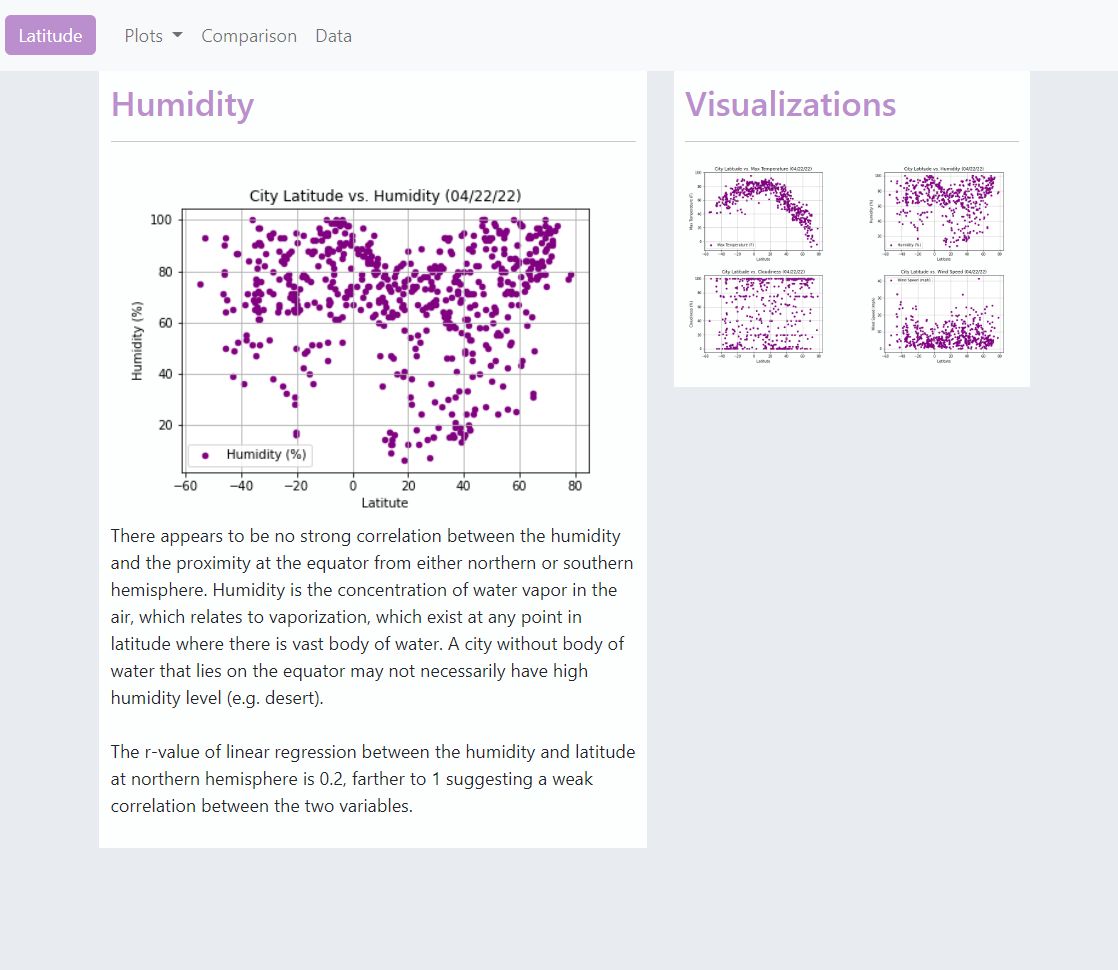 Latitude
Plots
Comparison
Data
Humidity
City Latitude vs. Humidity (04/22/22)
Humidity (%)
100
80
60
40
20
Humidity (%)
−60 −40 −20 0 20 40 60 80
Latitute
There appears to be no strong correlation between the humidity
and the proximity at the equator from either northern or southern
hemisphere. Humidity is the concentration of water vapor in the
air, which relates to vaporization, which exist at any point in
latitude where there is vast body of water. A city without body of
water that lies on the equator may not necessarily have high
humidity level (e.g. desert).
The r-value of linear regression between the humidity and latitude
at northern hemisphere is 0.2, farther to 1 suggesting a weak
correlation between the two variables.
Visualizations
City Latitude vs. Max Temperature (04/22/22)
Max Temperature (F)
City Latitude vs. Humidity (04/22/22)
Humidity (%)
City Latitude vs. Cloudiness (04/22/22)
Cloudiness (%)
City Latitude vs. Wind Speed (04/22/22)
Wind Speed (mph)